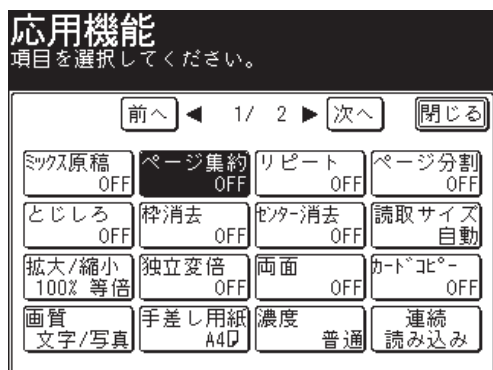 応用機能
項目を選択してください。
前へ ◀ 1/ 2 ▶ 次へ 閉じる
ミックス原稿 ページ集約 リピート ページ分割
OFF OFF OFF OFF
とじしろ 枠消去 センター消去 読取サイズ
OFF OFF OFF 自動
拡大/縮小 独立変倍 両面 カードコピー
100% 等倍 OFF OFF OFF
画質 手差し用紙 濃度 連続
文字/写真 A4 普通 読み込み